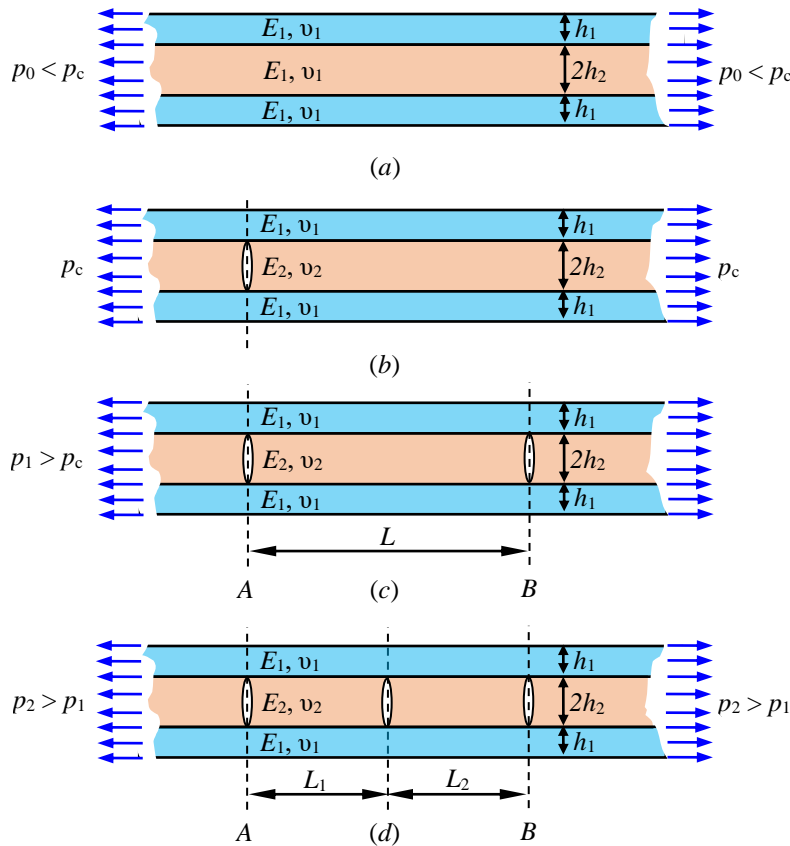 E1, υ1 h1
p0 < pc E1, υ1 2h2 p0 < pc
E1, υ1 h1
(a)
E1, υ1 h1
pc E2, υ2 2h2 pc
E1, υ1 h1
(b)
E1, υ1 h1
p1 > pc E2, υ2 2h2
E1, υ1 h1
L
A (c) B
E1, υ1 h1
p2 > p1 E2, υ2 2h2 p2 > p1
E1, υ1 h1
L1 L2
A (d) B